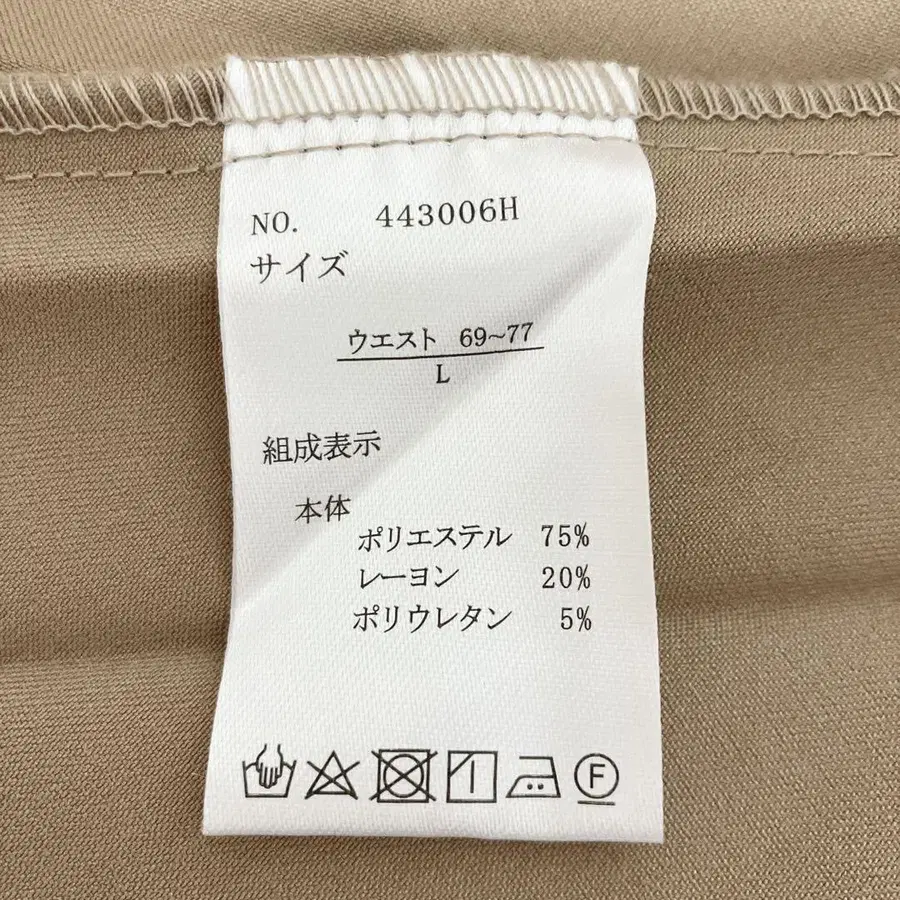 NO. 443006H
サイズ
ウエスト 69~77
L
組成表示
本体
ポリエステル 75%
レーヨン 20%
ポリウレタン 5%
F